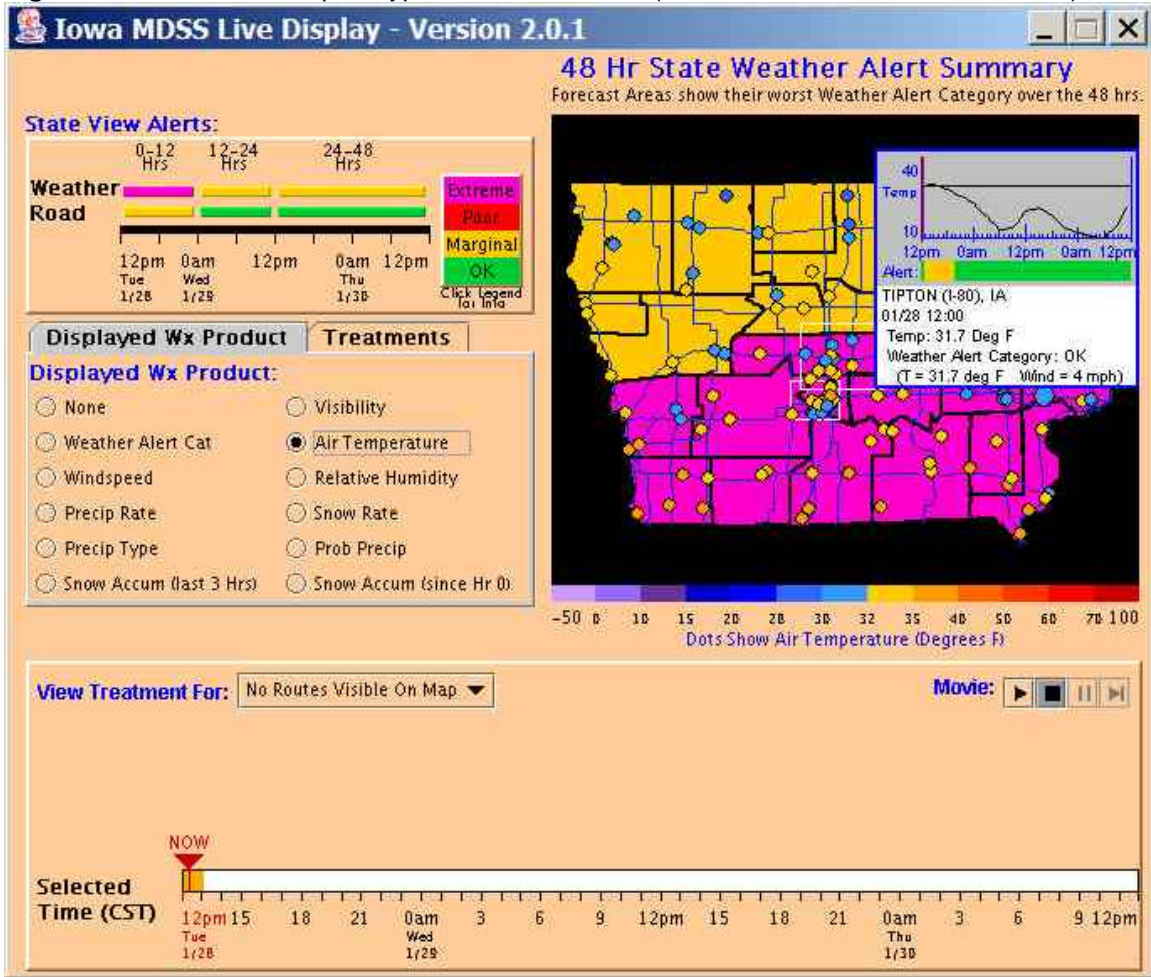 Iowa MDSS Live Display - Version 2.0.1
48 Hr State Weather Alert Summary
Forecast Areas show their worst Weather Alert Category over the 48 hrs.
State View Alerts:
0-12 Hrs 12-24 Hrs 24-48 Hrs
Weather
Road
12pm 0am 12pm 0am 12pm
Tue Wed Thu
1/28 1/29 1/30
Extreme
Poor
Marginal
OK
Click Legend
for Info
40
Temp
10
12pm 0am 12pm 0am 12pm
Alert:
TIPTON (I-80), IA
01/28 12:00
Temp: 31.7 Deg F
Weather Alert Category: OK
(T = 31.7 deg F Wind = 4 mph)
Displayed Wx Product Treatments
Displayed Wx Product:
None Visibility
Weather Alert Cat Air Temperature
Windspeed Relative Humidity
Precip Rate Snow Rate
Precip Type Prob Precip
Snow Accum (last 3 Hrs) Snow Accum (since Hr 0)
-50 0 10 15 20 28 30 32 35 40 50 60 70 100
Dots Show Air Temperature (Degrees F)
View Treatment For: No Routes Visible On Map
Movie:
NOW
Selected
Time (CST)
12pm 15 18 21 0am 3 6 9 12pm 15 18 21 0am 3 6 9 12pm
Tue Wed Thu
1/28 1/29 1/30